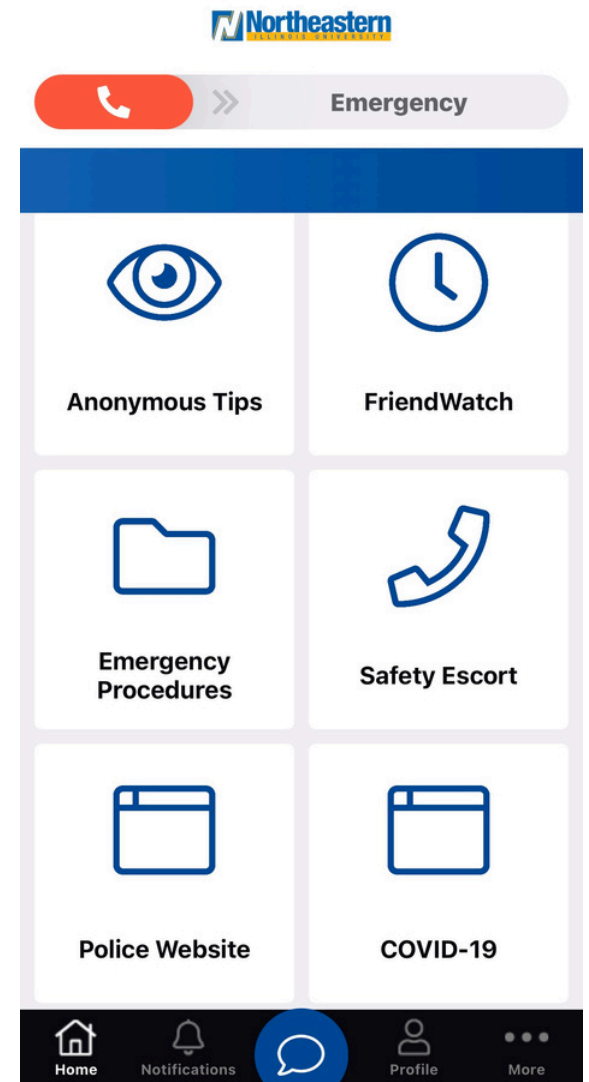 Northeastern
ILLINOIS UNIVERSITY
Emergency
Anonymous Tips
FriendWatch
Emergency
Procedures
Safety Escort
Police Website
COVID-19
Home
Notifications
Profile
More